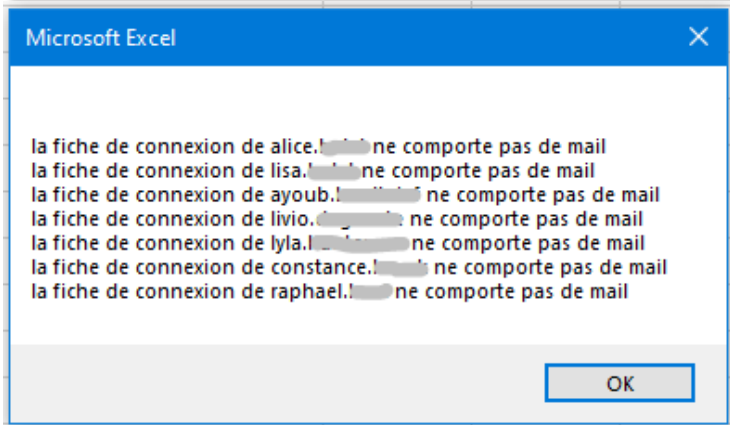 Microsoft Excel
la fiche de connexion de alice. ne comporte pas de mail
la fiche de connexion de lisa. ne comporte pas de mail
la fiche de connexion de ayoub. ne comporte pas de mail
la fiche de connexion de livio. ne comporte pas de mail
la fiche de connexion de lyla. ne comporte pas de mail
la fiche de connexion de constance. ne comporte pas de mail
la fiche de connexion de raphael. ne comporte pas de mail
OK